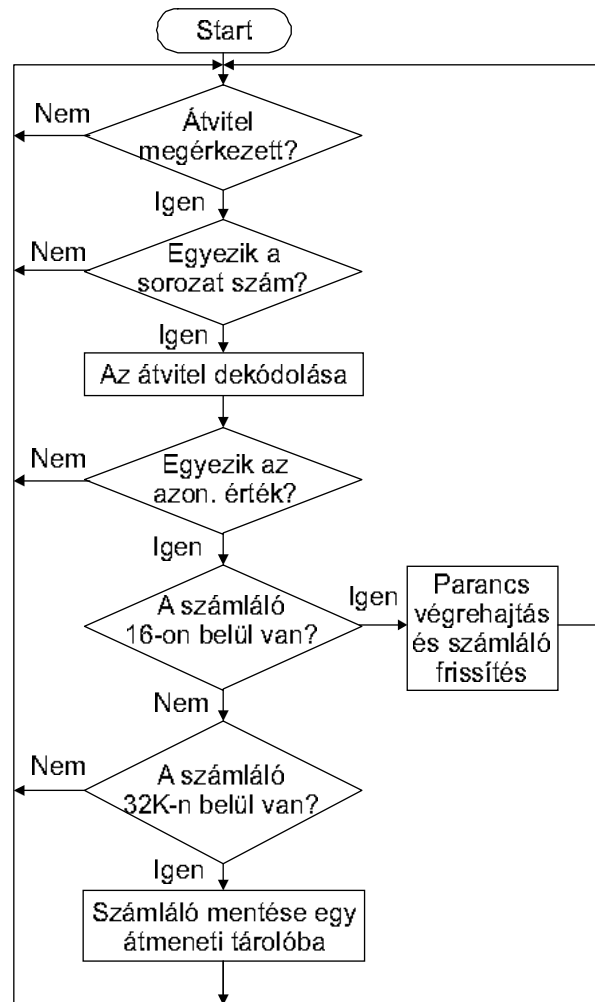 Start
Nem
Átvitel
megérkezett?
Igen
Nem
Egyezik a
sorozat szám?
Igen
Az átvitel dekódolása
Nem
Egyezik az
azon. érték?
Igen
A számláló
16-on belül van?
Igen
Parancs
végrehajtás
és számláló
frissítés
Nem
Nem
A számláló
32K-n belül van?
Igen
Számláló mentése egy
átmeneti tárolóba